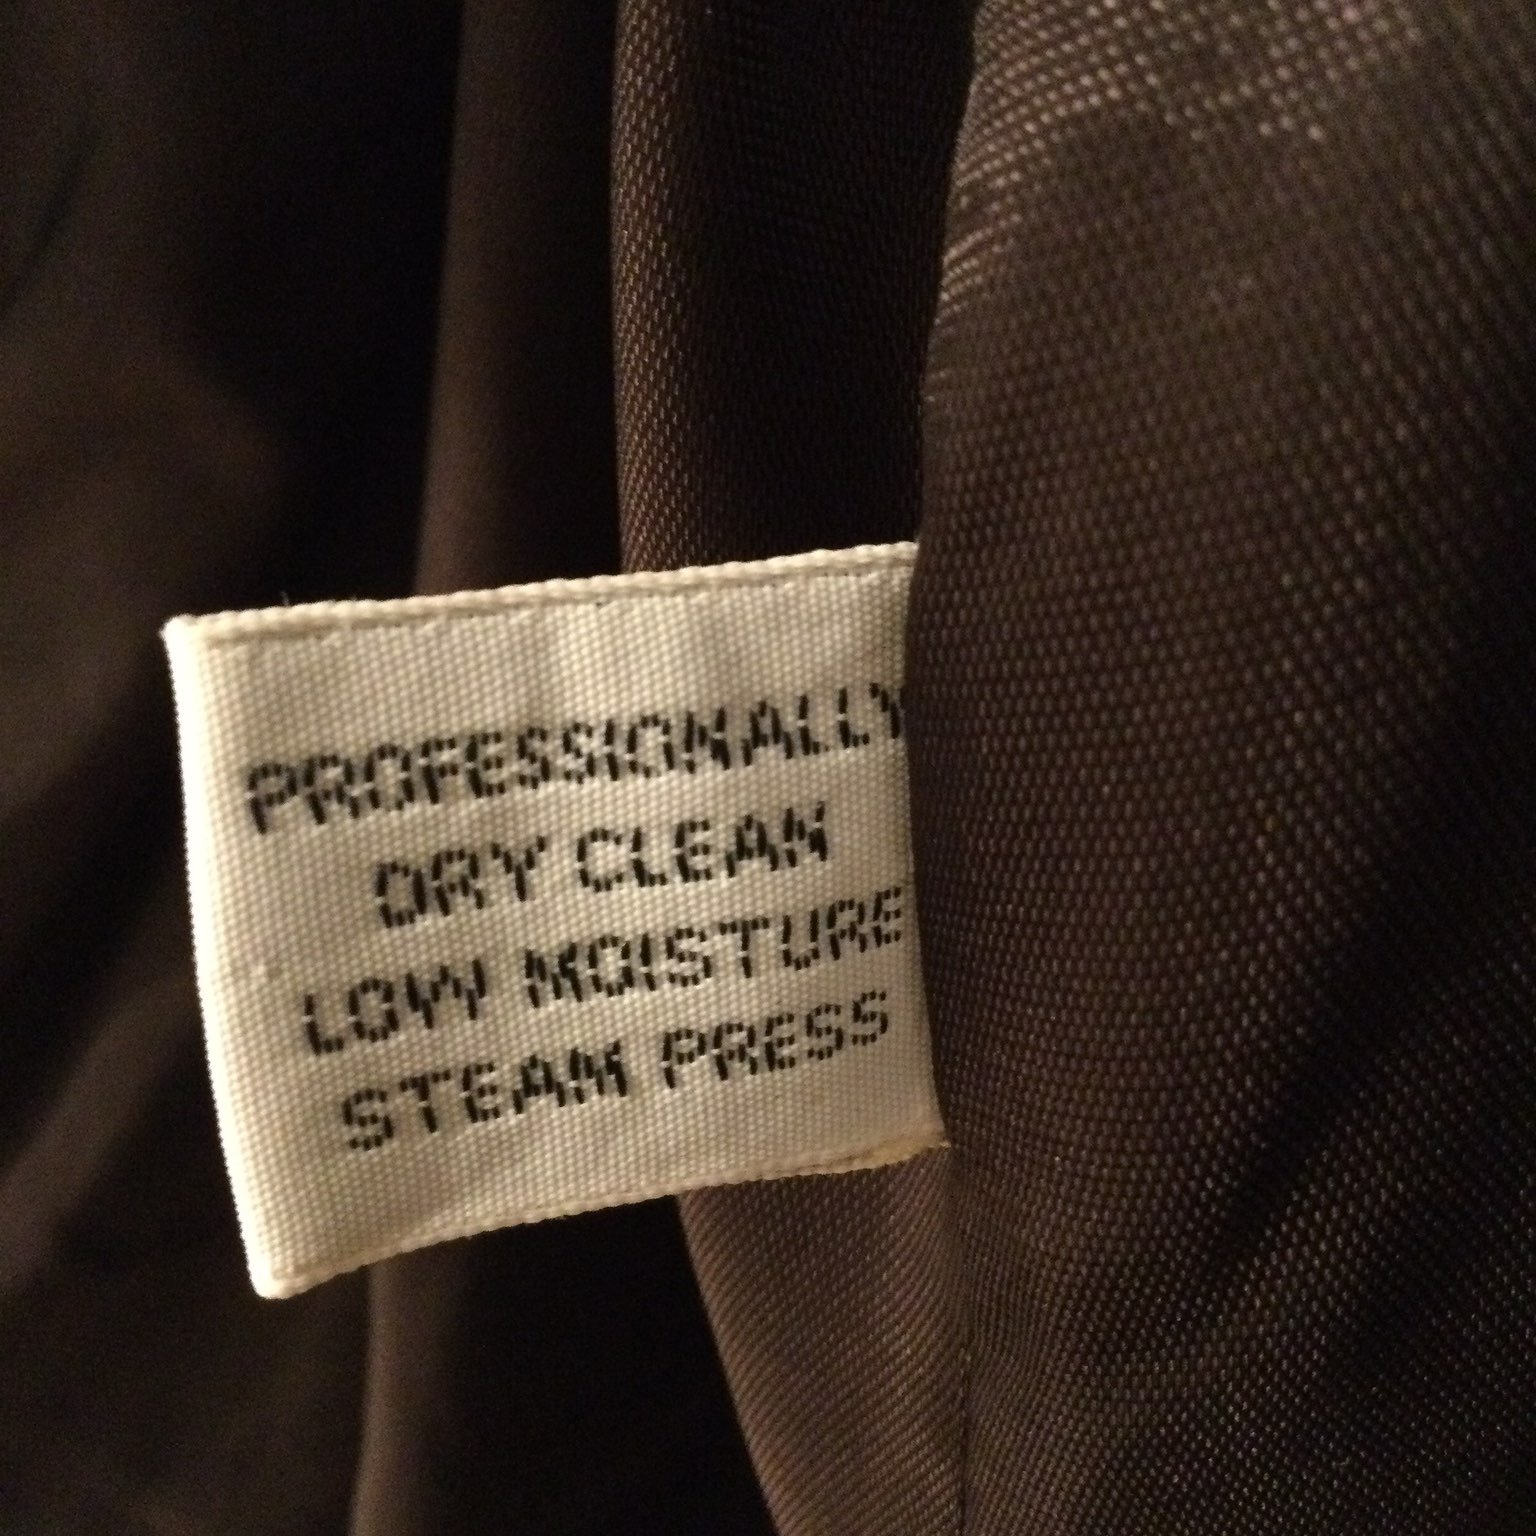 PROFESSIONALLY
DRY CLEAN
LOW MOISTURE
STEAM PRESS